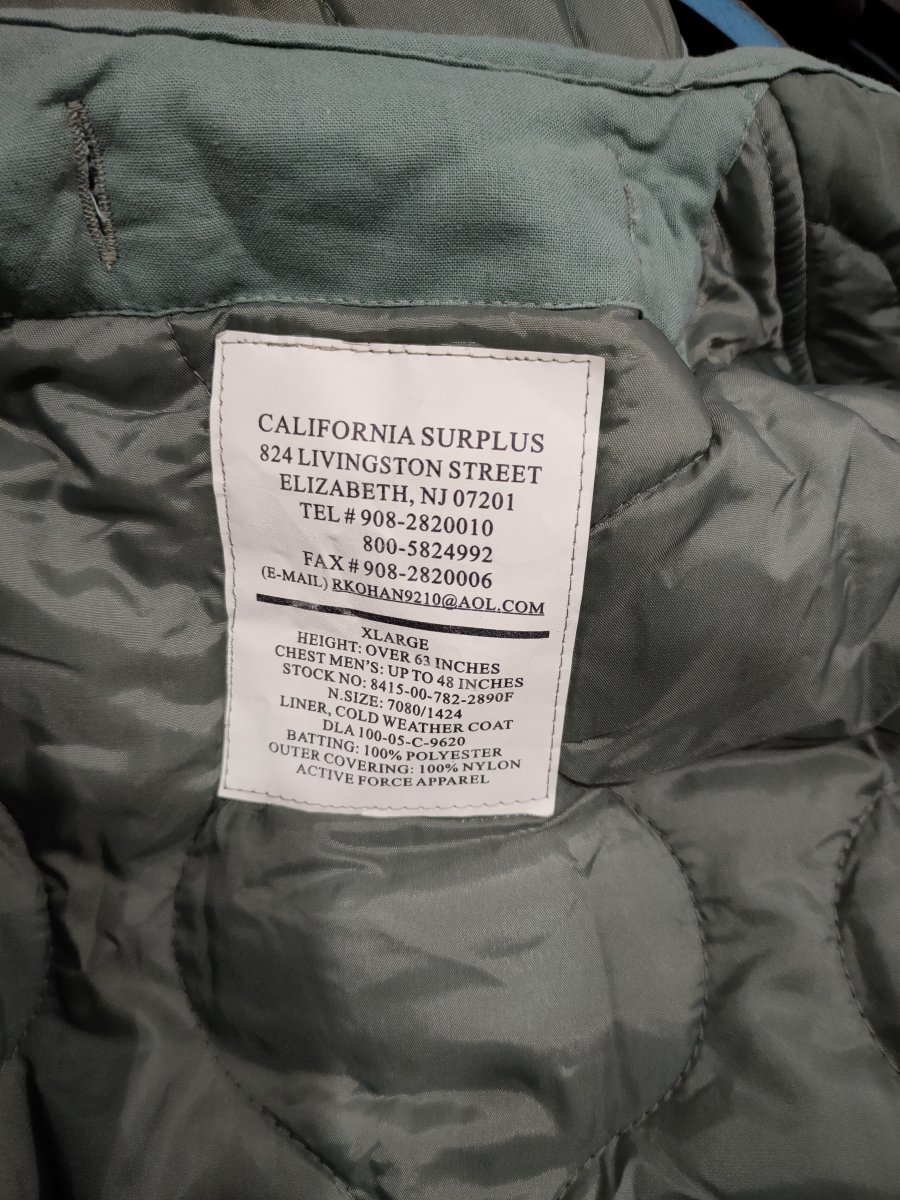 CALIFORNIA SURPLUS
824 LIVINGSTON STREET
ELIZABETH, NJ 07201
TEL # 908-2820010
800-5824992
FAX # 908-2820006
(E-MAIL) RKOHAN9210@AOL.COM
XLARGE
HEIGHT: OVER 63 INCHES
CHEST MEN'S: UP TO 48 INCHES
STOCK NO: 8415-00-782-2890F
N.SIZE: 7080/1424
LINER, COLD WEATHER COAT
DLA 100-05-C-9620
BATTING: 100% POLYESTER
OUTER COVERING: 100% NYLON
ACTIVE FORCE APPAREL